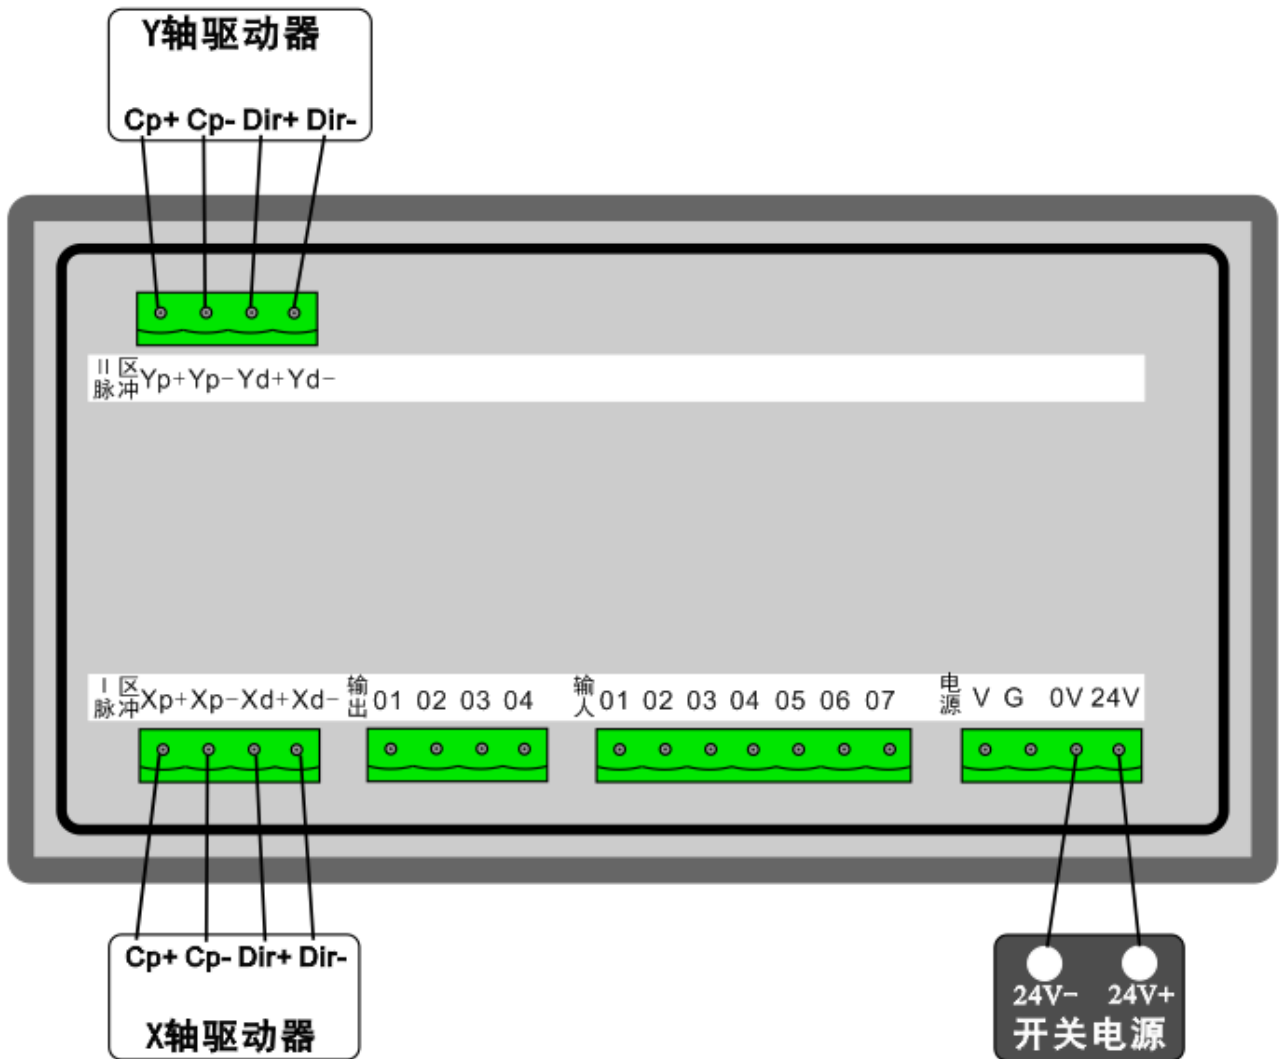 Y轴驱动器
Cp+ Cp- Dir+ Dir-
II 区
脉冲 Yp+ Yp- Yd+ Yd-
I 区
脉冲 Xp+ Xp- Xd+ Xd-
输出 01 02 03 04
输人 01 02 03 04 05 06 07
电源 V G 0V 24V
Cp+ Cp- Dir+ Dir-
X轴驱动器
24V- 24V+
开关电源